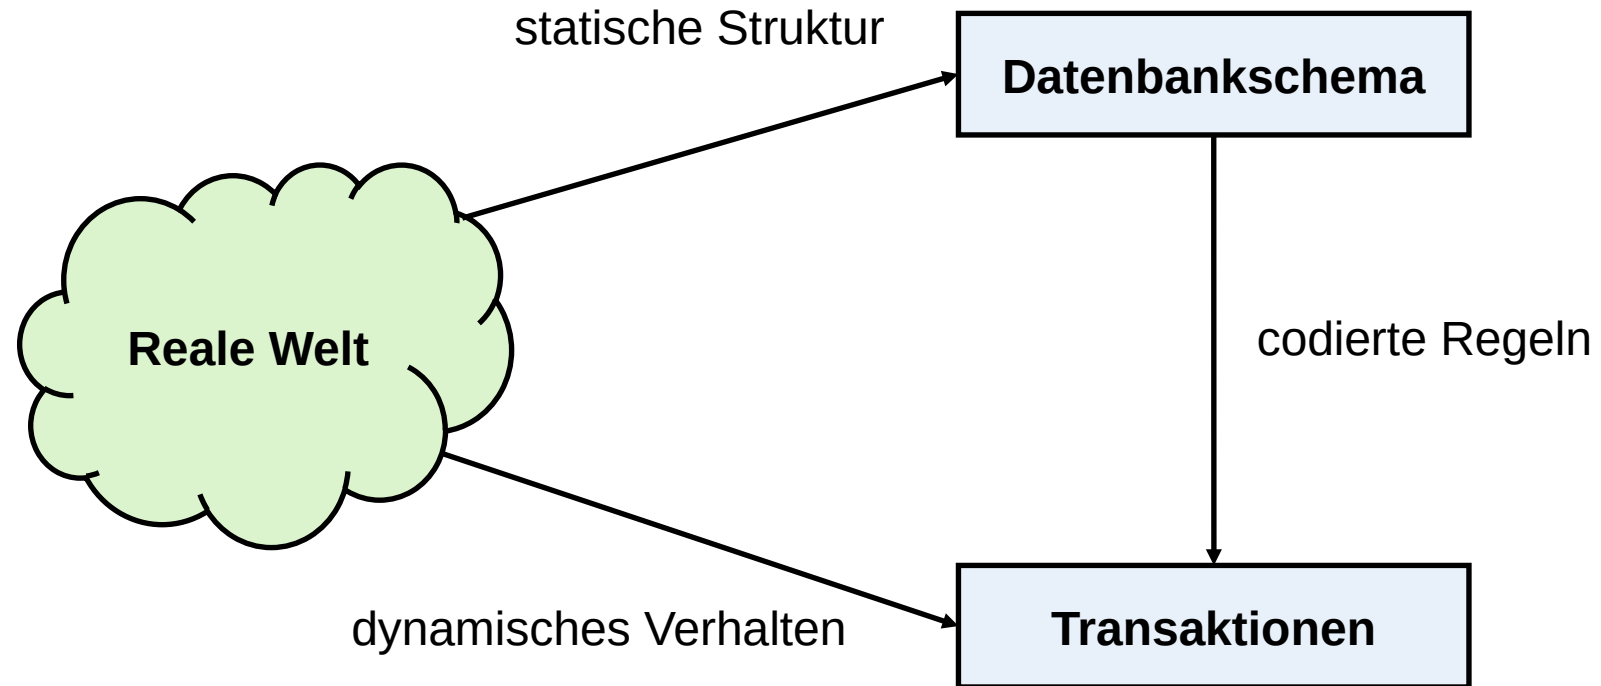 statische Struktur
Datenbankschema
Reale Welt
codierte Regeln
dynamisches Verhalten
Transaktionen